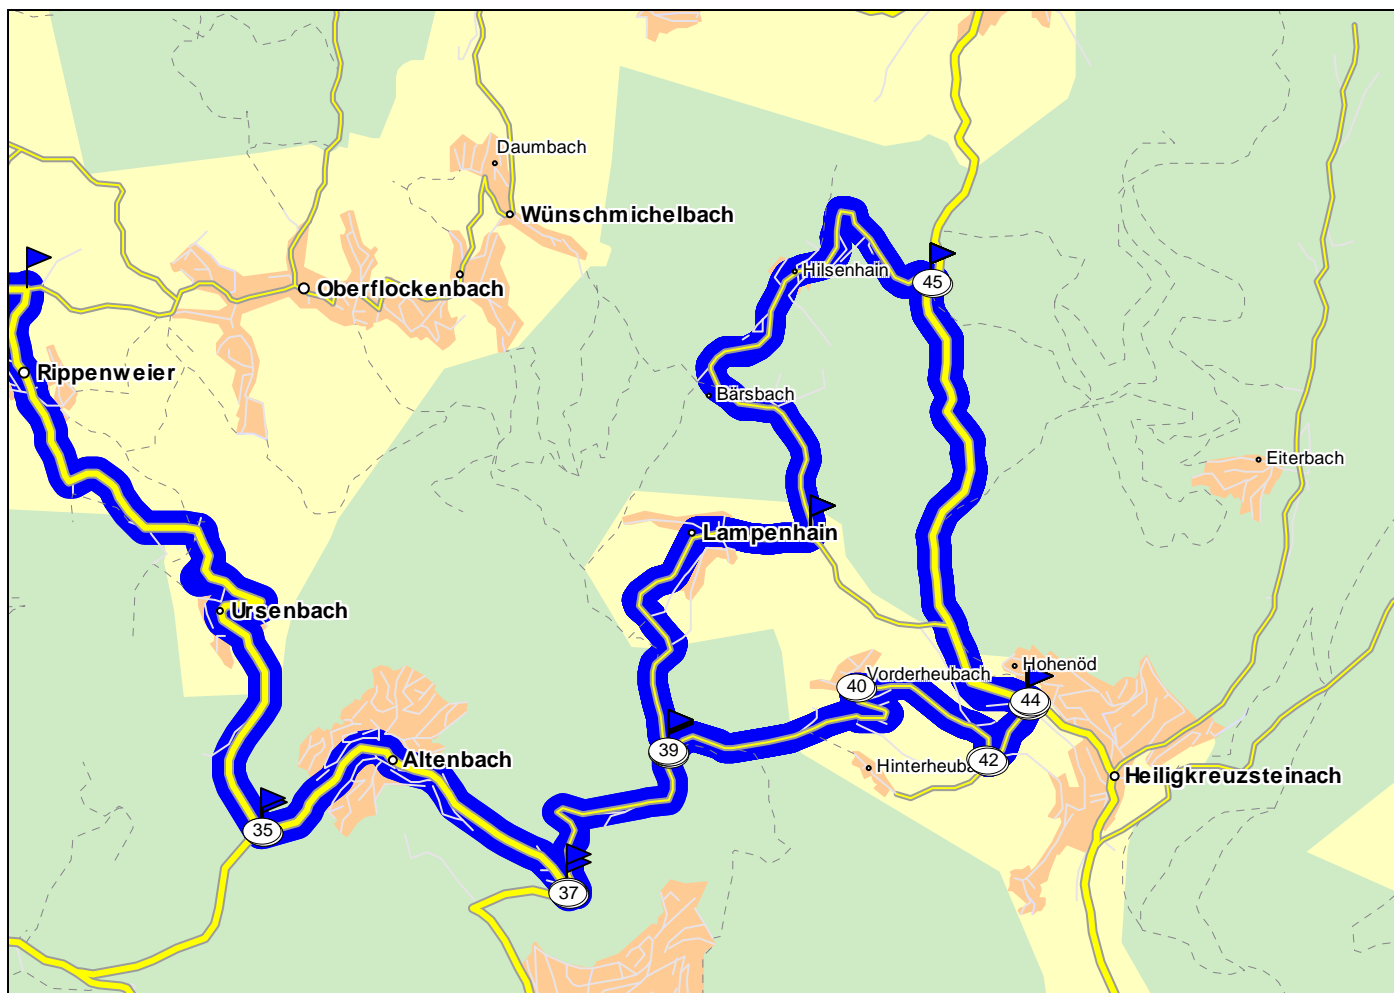 Daumbach
Wünschmichelbach
Hilsenhain
45
Oberflockenbach
Rippenweier
Bärsbach
Eiterbach
Lampenhain
Ursenbach
Hohenöd
Vorderheubach
40
44
39
Altenbach
42
Hinterheuba
Heiligkreuzsteinach
35
37